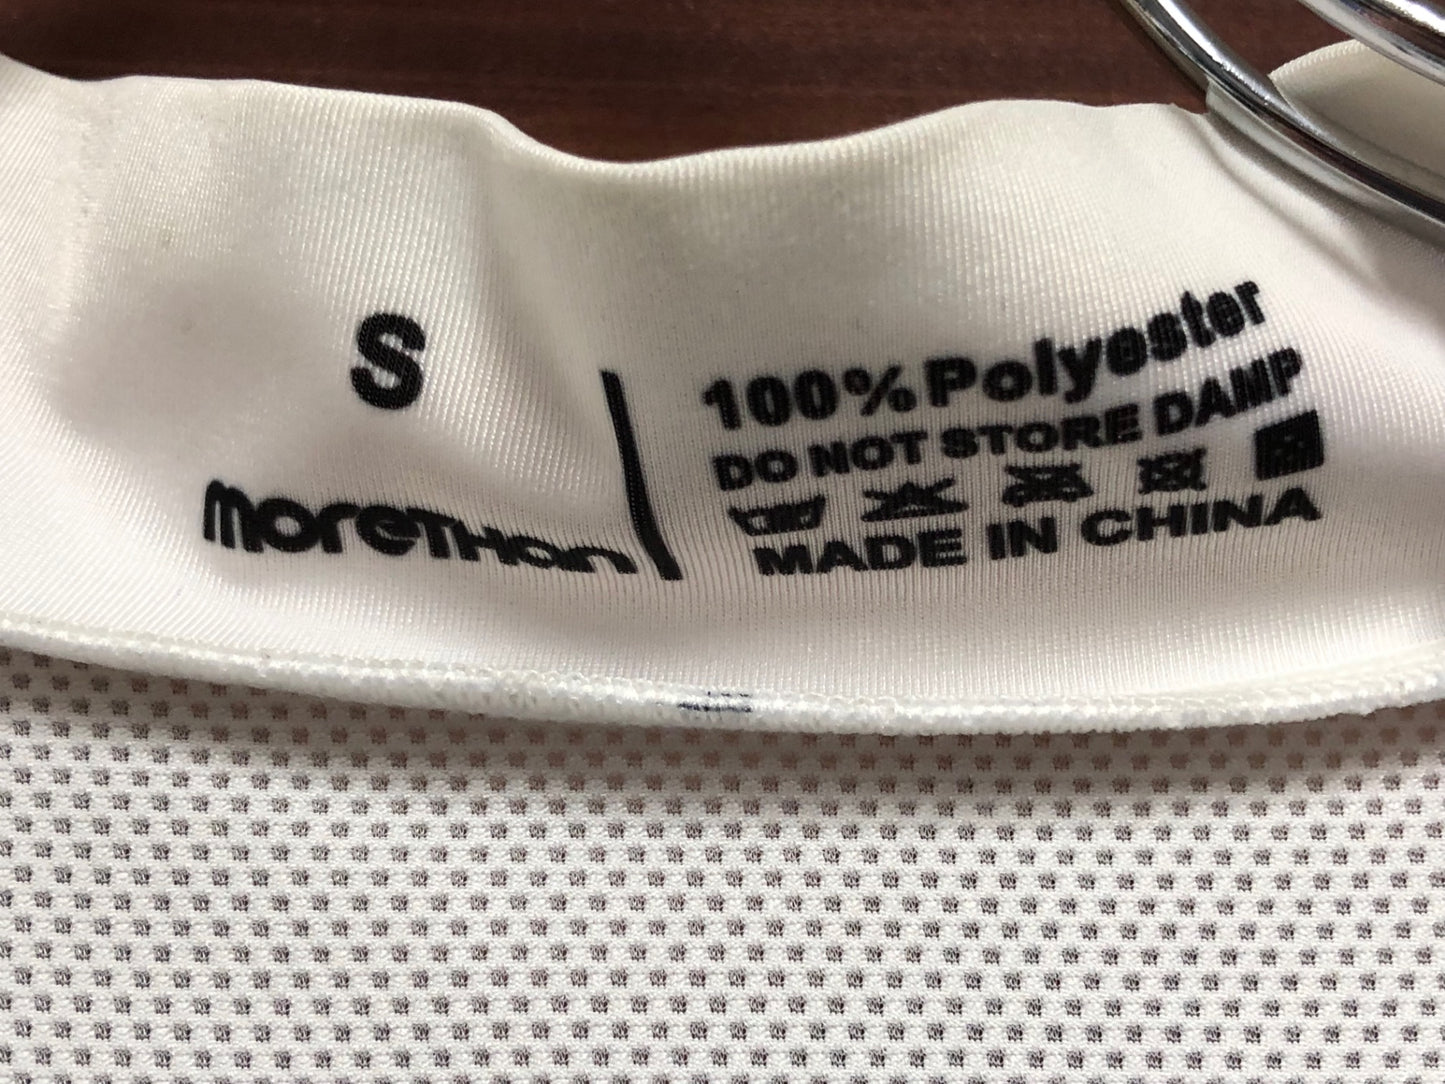 S
moreTHan
100% Polyester
DO NOT STORE DAMP
MADE IN CHINA